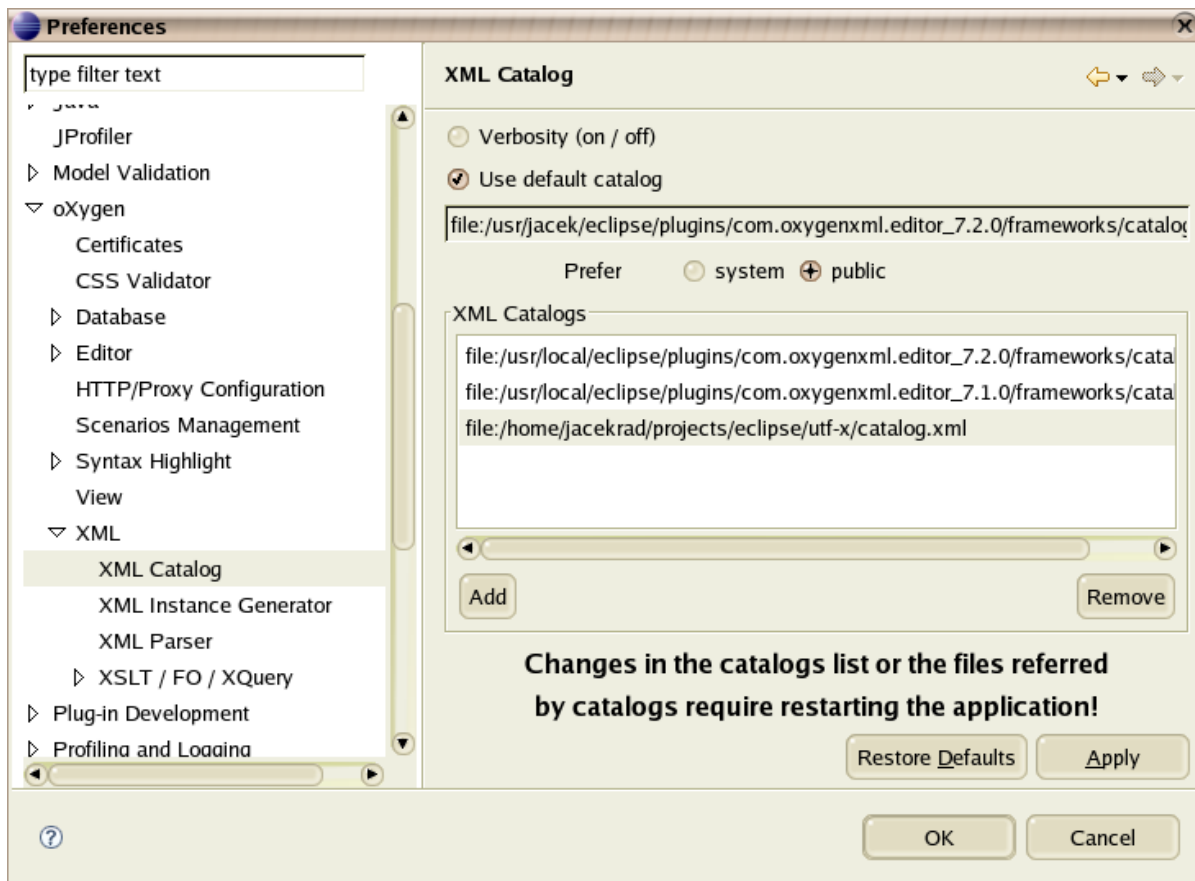 Preferences
type filter text
Java
JProfiler
Model Validation
oXygen
Certificates
CSS Validator
Database
Editor
HTTP/Proxy Configuration
Scenarios Management
Syntax Highlight
View
XML
XML Catalog
XML Instance Generator
XML Parser
XSLT / FO / XQuery
Plug-in Development
Profiling and Logging
XML Catalog
Verbosity (on / off)
Use default catalog
file:/usr/jacek/eclipse/plugins/com.oxygenxml.editor_7.2.0/frameworks/catalog
Prefer system public
XML Catalogs
file:/usr/local/eclipse/plugins/com.oxygenxml.editor_7.2.0/frameworks/catal
file:/usr/local/eclipse/plugins/com.oxygenxml.editor_7.1.0/frameworks/catal
file:/home/jacekrad/projects/eclipse/utf-x/catalog.xml
Add Remove
Changes in the catalogs list or the files referred
by catalogs require restarting the application!
Restore Defaults Apply
OK Cancel